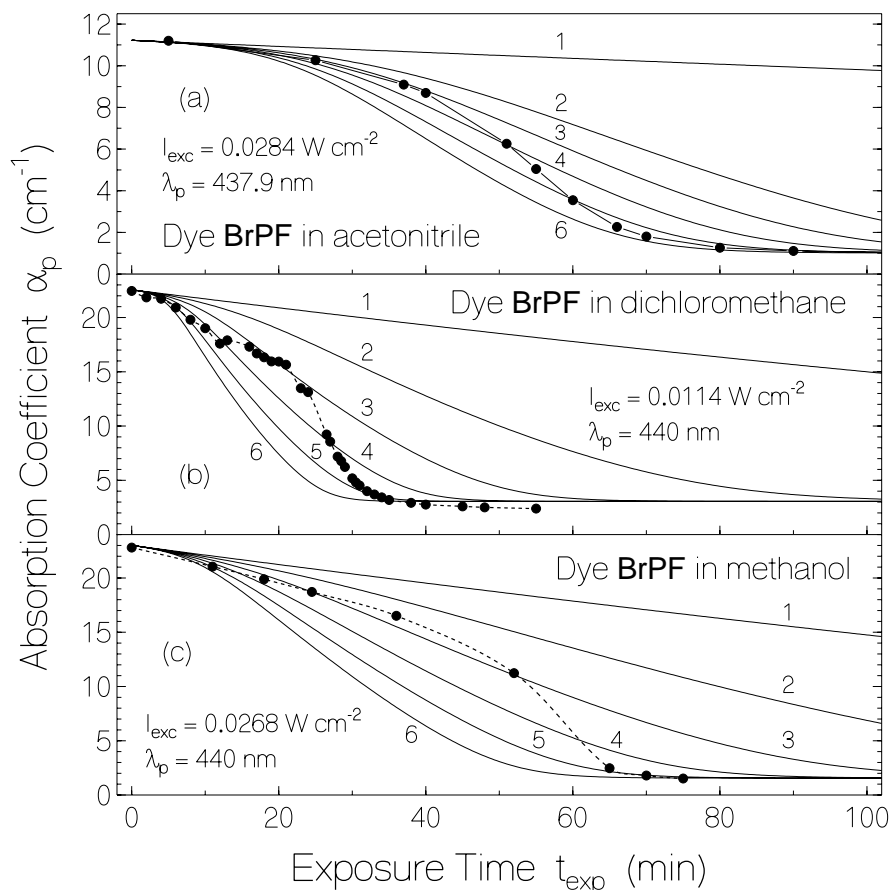 Absorption Coefficient α_p (cm⁻¹)
12
10
8
6
4
2
0
1
2
3
4
6
(a)
I_exc = 0.0284 W cm⁻²
λ_p = 437.9 nm
Dye BrPF in acetonitrile
20
15
10
5
0
1
2
3
4
5
6
Dye BrPF in dichloromethane
I_exc = 0.0114 W cm⁻²
λ_p = 440 nm
(b)
20
15
10
5
0
Dye BrPF in methanol
1
2
3
4
5
6
(c)
I_exc = 0.0268 W cm⁻²
λ_p = 440 nm
0 20 40 60 80 100
Exposure Time t_exp (min)